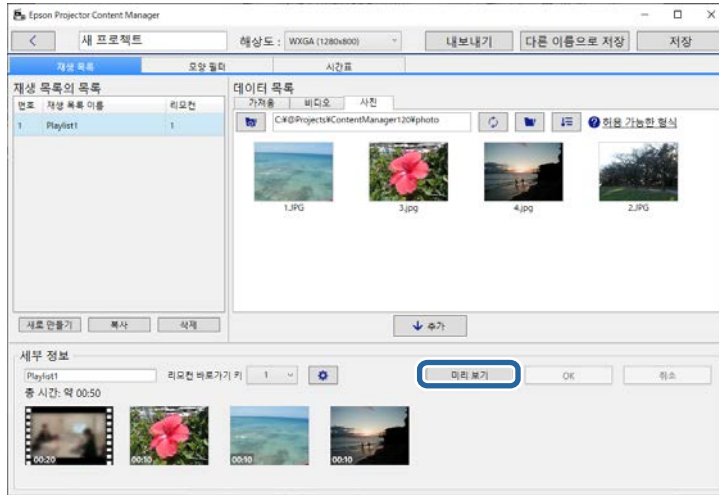 Epson Projector Content Manager
새 프로젝트 해상도 : WXGA (1280x800) 내보내기 다른 이름으로 저장 저장
재생 목록 모양 필터 시간표
재생 목록의 목록 데이터 목록
번호 재생 목록 이름 리모컨 가져옴 비디오 사진
1 Playlist1 1 C:¥@Projects¥ContentManager120¥photo 허용 가능한 형식
1.JPG 3.jpg 4.jpg 2.JPG
새로 만들기 복사 삭제 추가
세부 정보
Playlist1 리모컨 바로가기 키 1 미리 보기 OK 취소
총 시간: 약 00:50
00:20 00:10 00:10 00:10